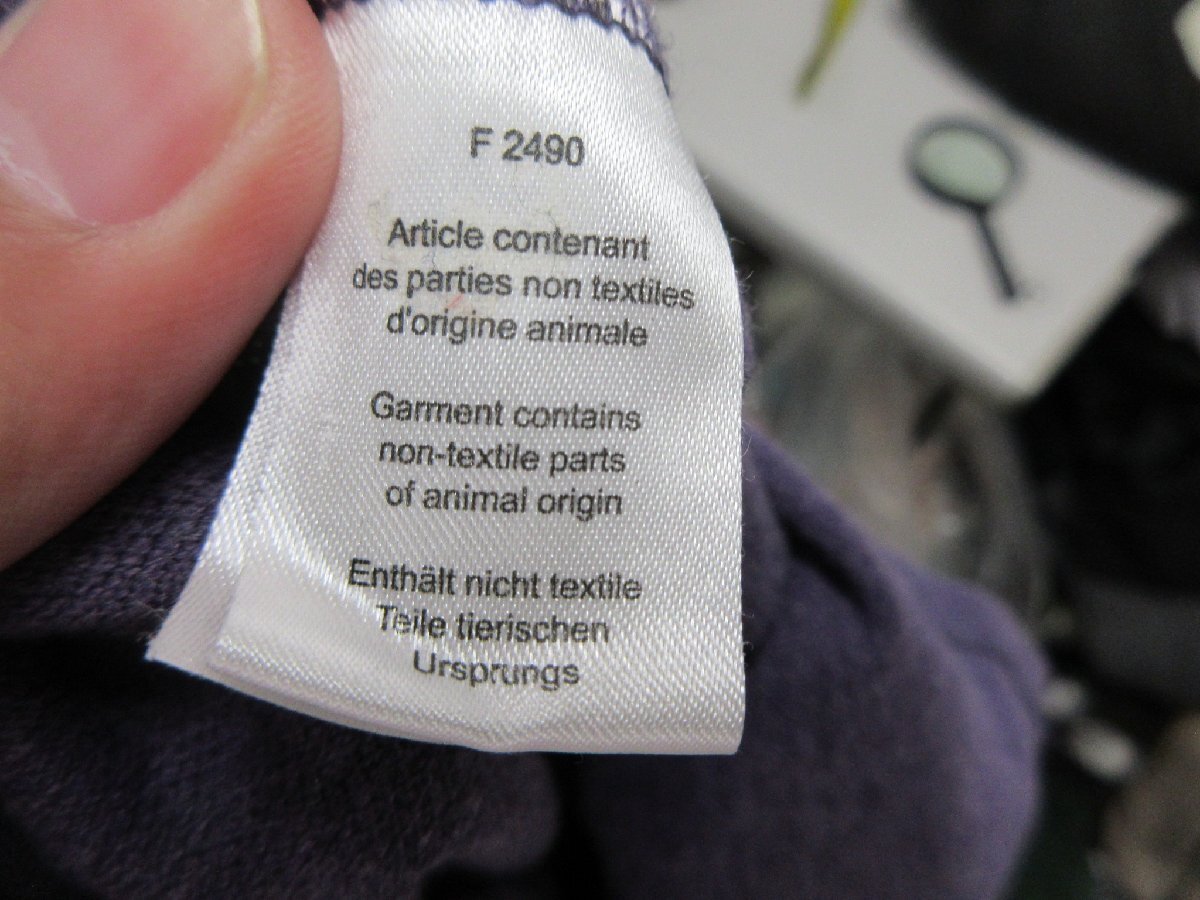 F 2490
Article contenant
des parties non textiles
d'origine animale
Garment contains
non-textile parts
of animal origin
Enthält nicht textile
Teile tierischen
Ursprungs